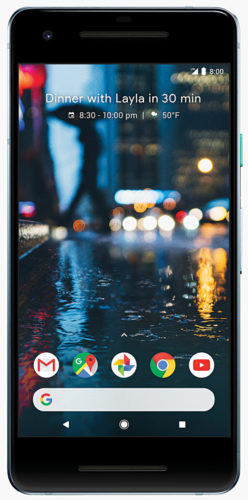 8:00
Dinner with Layla in 30 min
8:30 - 10:00 pm | 50°F